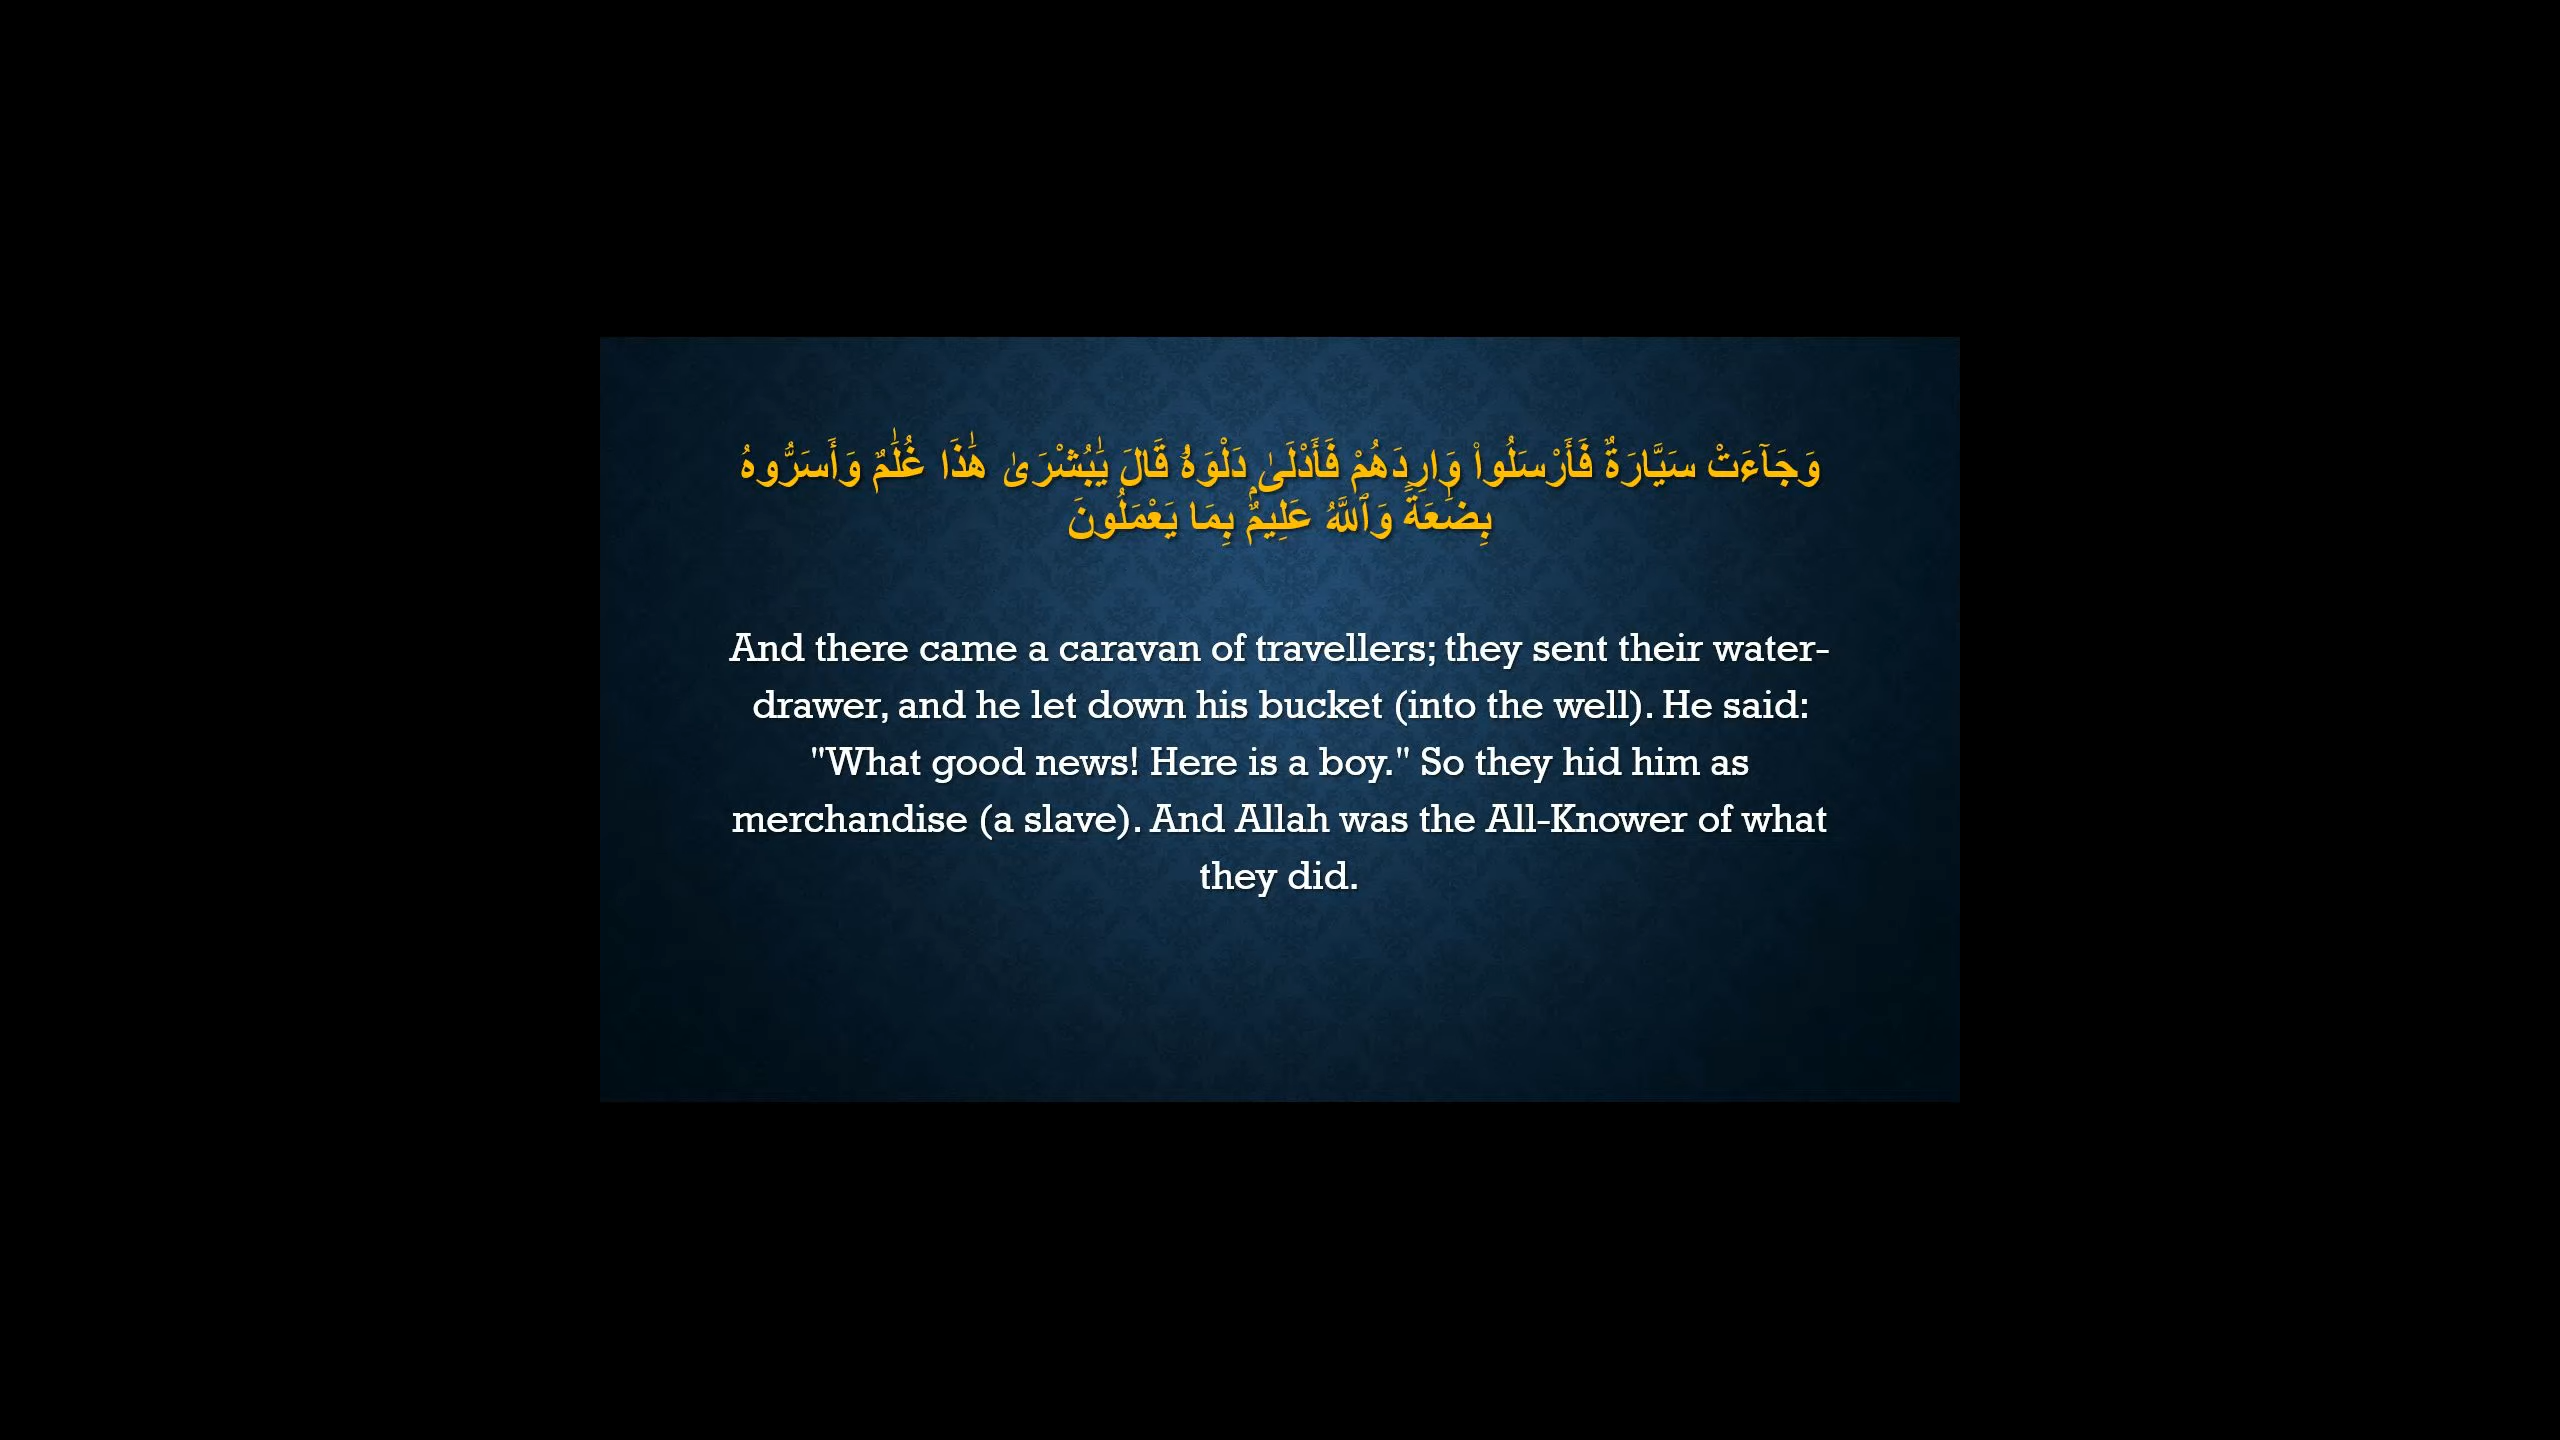 وَجَآءَتْ سَيَّارَةٌ فَأَرْسَلُوا۟ وَارِدَهُمْ فَأَدْلَىٰ دَلْوَهُۥ قَالَ يَٰبُشْرَىٰ هَٰذَا غُلَٰمٌ وَأَسَرُّوهُ
بِضَٰعَةً وَٱللَّهُ عَلِيمٌۢ بِمَا يَعْمَلُونَ
And there came a caravan of travellers; they sent their water-
drawer, and he let down his bucket (into the well). He said:
"What good news! Here is a boy." So they hid him as
merchandise (a slave). And Allah was the All-Knower of what
they did.